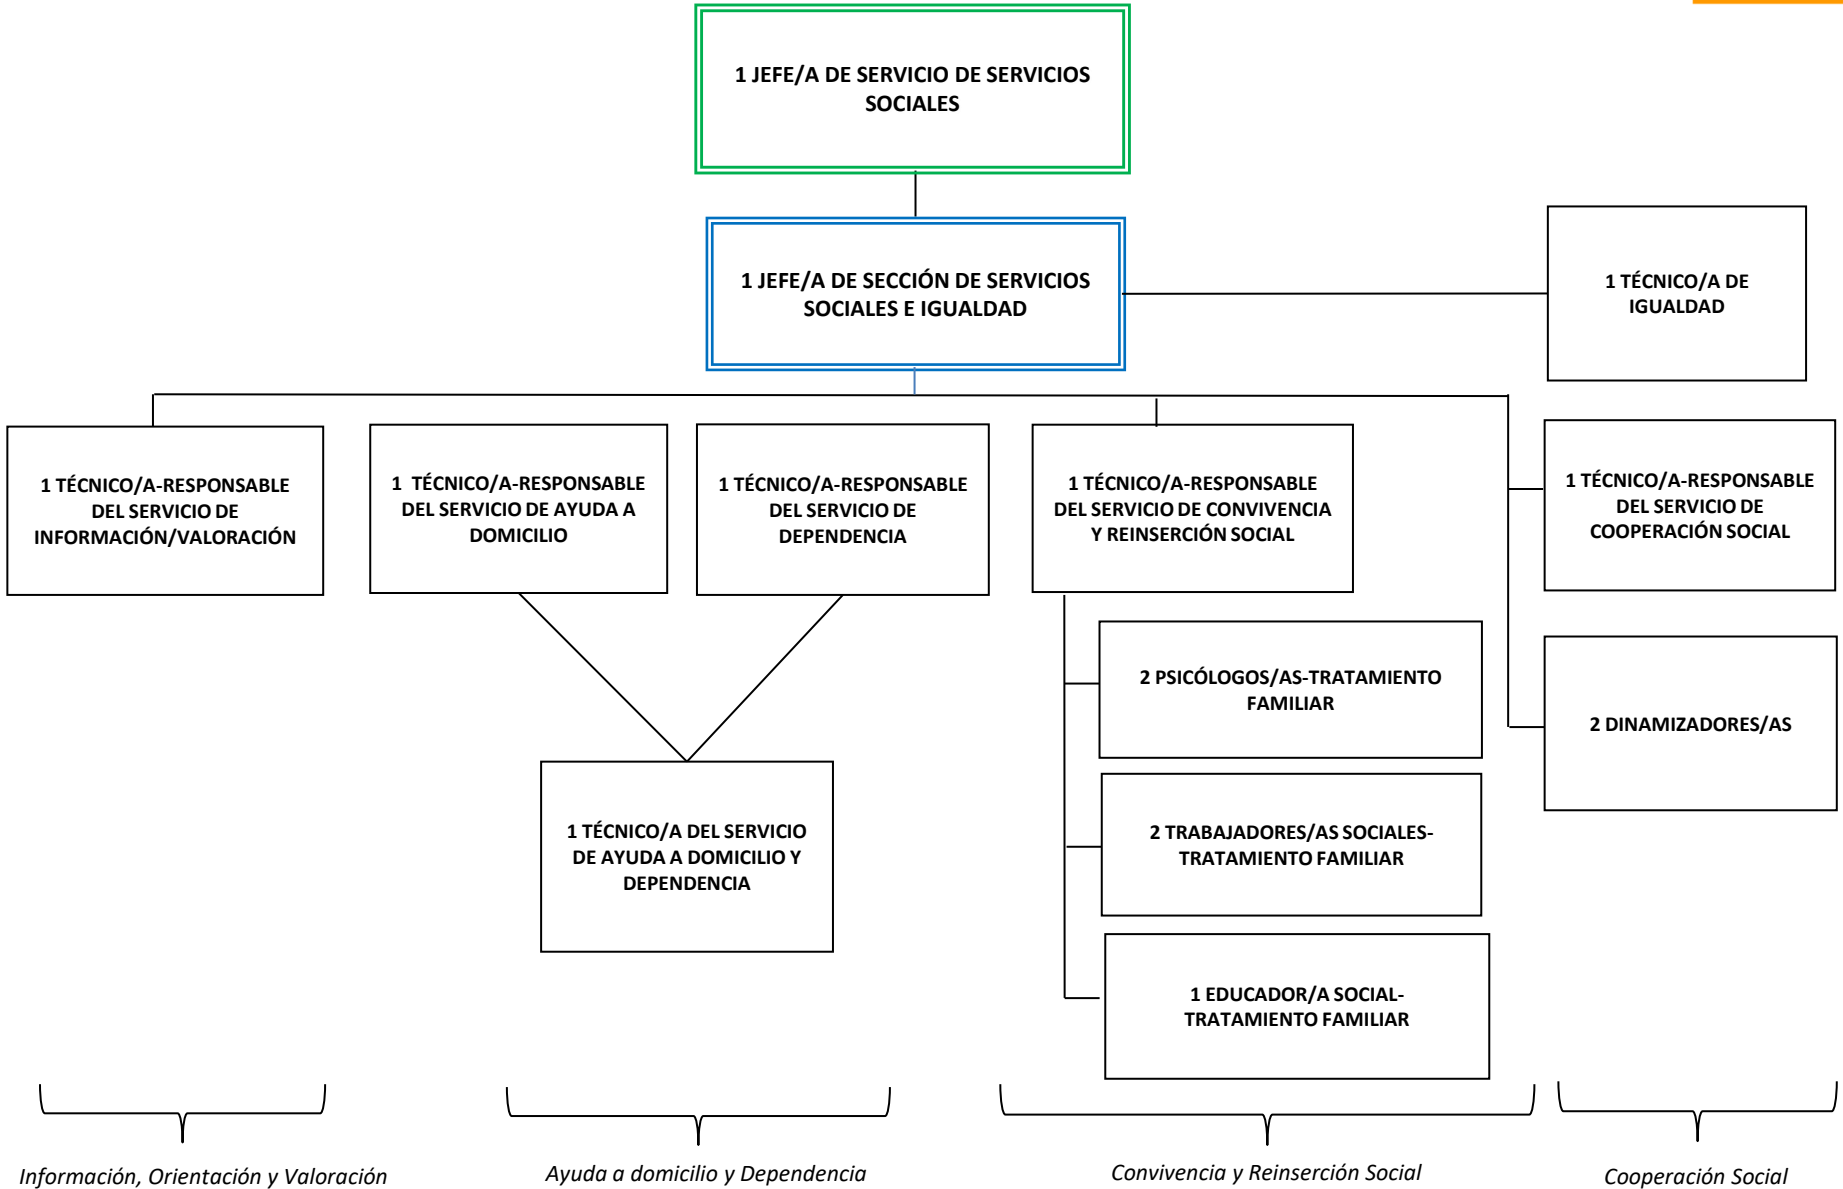 1 JEFE/A DE SERVICIO DE SERVICIOS
SOCIALES
1 JEFE/A DE SECCIÓN DE SERVICIOS
SOCIALES E IGUALDAD
1 TÉCNICO/A DE
IGUALDAD
1 TÉCNICO/A-RESPONSABLE
DEL SERVICIO DE
INFORMACIÓN/VALORACIÓN
1 TÉCNICO/A-RESPONSABLE
DEL SERVICIO DE AYUDA A
DOMICILIO
1 TÉCNICO/A-RESPONSABLE
DEL SERVICIO DE
DEPENDENCIA
1 TÉCNICO/A-RESPONSABLE
DEL SERVICIO DE CONVIVENCIA
Y REINSERCIÓN SOCIAL
1 TÉCNICO/A-RESPONSABLE
DEL SERVICIO DE
COOPERACIÓN SOCIAL
2 PSICÓLOGOS/AS-TRATAMIENTO
FAMILIAR
2 DINAMIZADORES/AS
1 TÉCNICO/A DEL SERVICIO
DE AYUDA A DOMICILIO Y
DEPENDENCIA
2 TRABAJADORES/AS SOCIALES-
TRATAMIENTO FAMILIAR
1 EDUCADOR/A SOCIAL-
TRATAMIENTO FAMILIAR
Información, Orientación y Valoración
Ayuda a domicilio y Dependencia
Convivencia y Reinserción Social
Cooperación Social